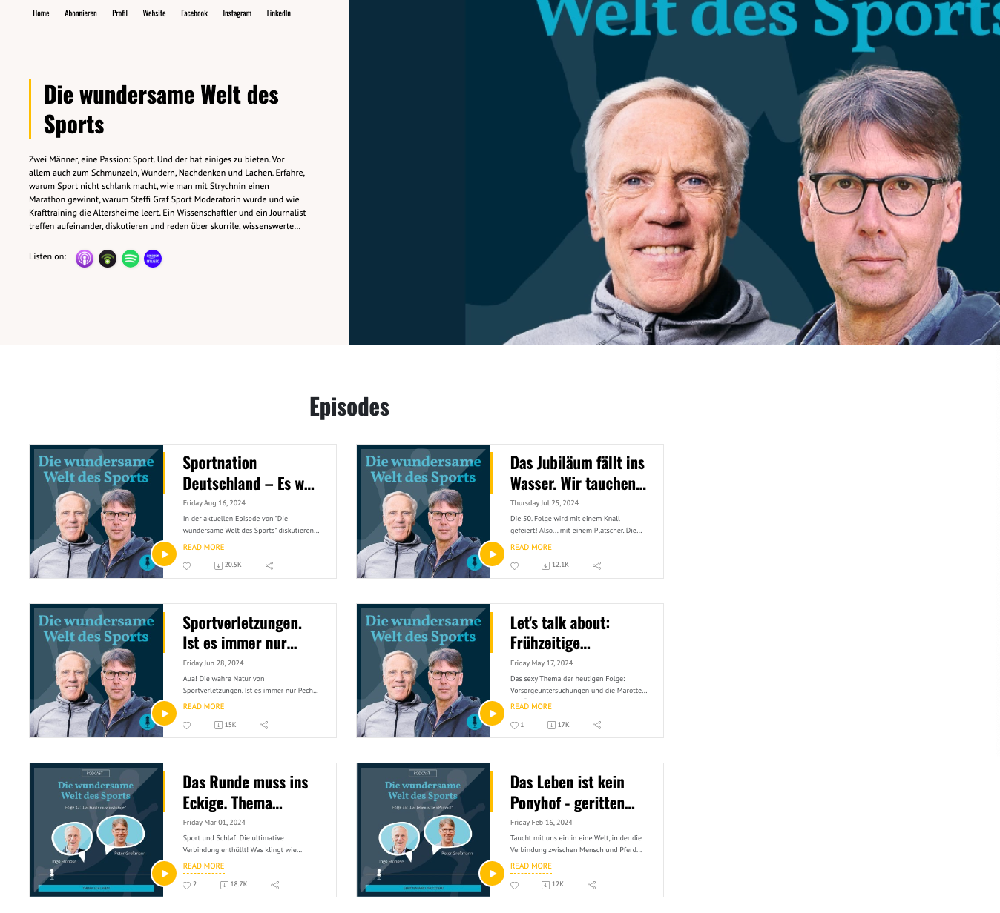 Home Abonnieren Profil Website Facebook Instagram LinkedIn
Welt des Sports
Die wundersame Welt des
Sports
Zwei Männer, eine Passion: Sport. Und der hat einiges zu bieten. Vor
allem auch zum Schmunzeln, Wundern, Nachdenken und Lachen. Erfahre,
warum Sport nicht schlank macht, wie man mit Strychnin einen
Marathon gewinnt, warum Steffi Graf Sport Moderatorin wurde und wie
Krafttraining die Altersheime leert. Ein Wissenschaftler und ein Journalist
treffen aufeinander, diskutieren und reden über skurrile, wissenswerte...
Listen on:
amazon
music
Episodes
Die wundersame
Welt des Sports
Sportnation
Deutschland – Es w...
Friday Aug 16, 2024
In der aktuellen Episode von "Die
wundersame Welt des Sports" diskutieren...
READ MORE
20.5K
Die wundersame
Welt des Sports
Das Jubiläum fällt ins
Wasser. Wir tauchen...
Thursday Jul 25, 2024
Die 50. Folge wird mit einem Knall
gefeiert! Also... mit einem Platscher. Die...
READ MORE
12.1K
Die wundersame
Welt des Sports
Sportverletzungen.
Ist es immer nur...
Friday Jun 28, 2024
Aua! Die wahre Natur von
Sportverletzungen. Ist es immer nur Pech...
READ MORE
15K
Die wundersame
Welt des Sports
Let's talk about:
Frühzeitige...
Friday May 17, 2024
Das sexy Thema der heutigen Folge:
Vorsorgeuntersuchungen und die Marotte...
READ MORE
1 17K
PODCAST
Die wundersame
Welt des Sports
Folge 47: „Das Runde muss ins Eckige"
Ingo Froböse
Peter Großmann
Das Runde muss ins
Eckige. Thema...
Friday Mar 01, 2024
Sport und Schlaf: Die ultimative
Verbindung enthüllt! Was klingt wie...
READ MORE
2 18.7K
PODCAST
Die wundersame
Welt des Sports
Ingo Froböse
Peter Großmann
Das Leben ist kein
Ponyhof - geritten...
Friday Feb 16, 2024
Taucht mit uns ein in eine Welt, in der die
Verbindung zwischen Mensch und Pferd...
READ MORE
12K